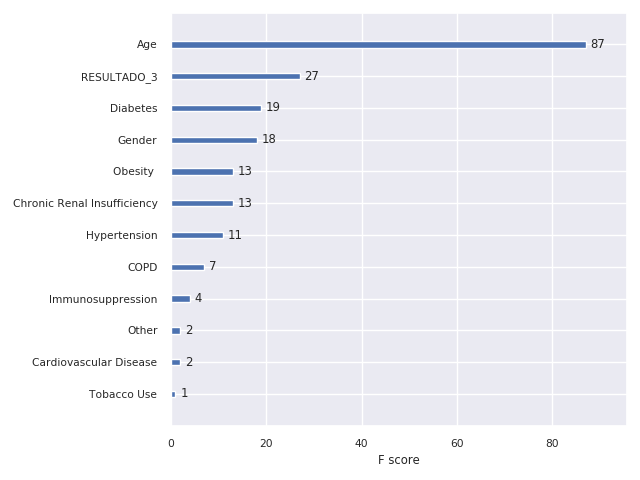 Age 87
RESULTADO_3 27
Diabetes 19
Gender 18
Obesity 13
Chronic Renal Insufficiency 13
Hypertension 11
COPD 7
Immunosuppression 4
Other 2
Cardiovascular Disease 2
Tobacco Use 1
0 20 40 60 80
F score